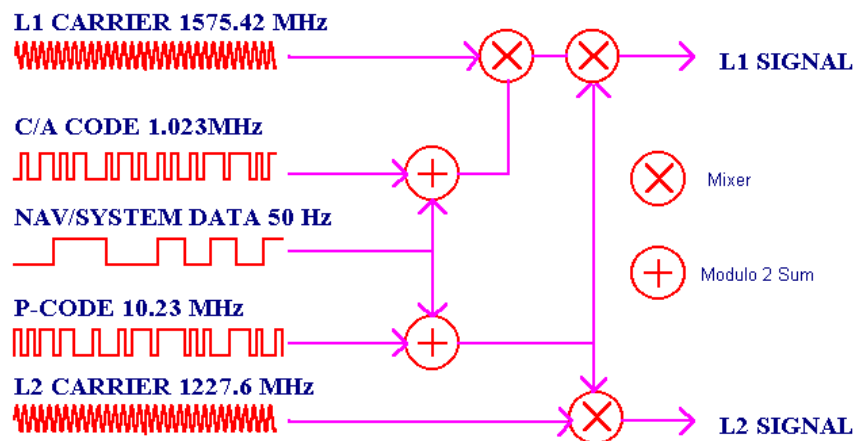 L1 CARRIER 1575.42 MHz
L1 SIGNAL
C/A CODE 1.023MHz
Mixer
NAV/SYSTEM DATA 50 Hz
Modulo 2 Sum
P-CODE 10.23 MHz
L2 CARRIER 1227.6 MHz
L2 SIGNAL